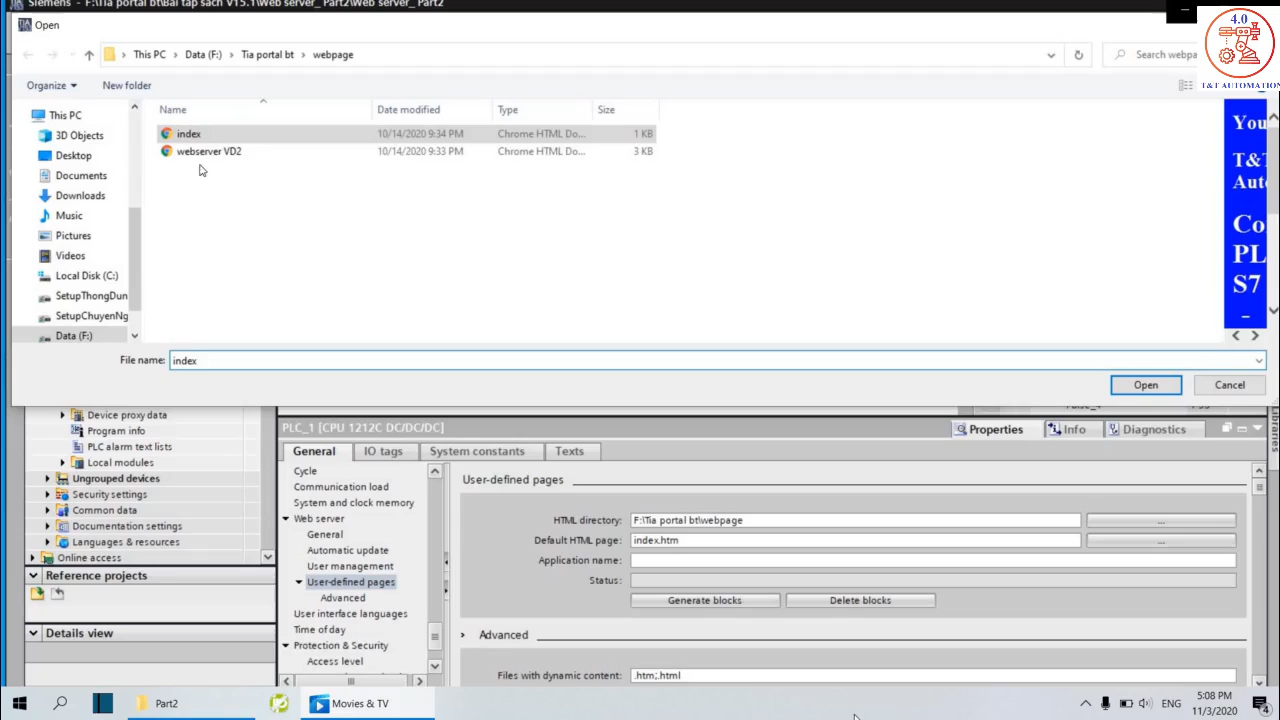 Siemens - F:\Tia portal bt\Bai tap sach V15.1\Web server_ Part2\Web server_ Part2
Open
4.0
T&T AUTOMATION
This PC
Data (F:)
Tia portal bt
webpage
Search webpa
Organize
New folder
Name
Date modified
Type
Size
This PC
3D Objects
Desktop
Documents
Downloads
Music
Pictures
Videos
Local Disk (C:)
SetupThongDun
SetupChuyenNg
Data (F:)
index
10/14/2020 9:34 PM
Chrome HTML Do...
1 KB
webserver VD2
10/14/2020 9:33 PM
Chrome HTML Do...
3 KB
You
T&T
Auto
Co
PL
S7
–
File name:
index
Open
Cancel
Device proxy data
Program info
PLC alarm text lists
Local modules
Ungrouped devices
Security settings
Common data
Documentation settings
Languages & resources
Online access
Reference projects
Details view
PLC_1 [CPU 1212C DC/DC/DC]
Properties
Info
Diagnostics
Libraries
General
IO tags
System constants
Texts
Cycle
Communication load
System and clock memory
Web server
General
Automatic update
User management
User-defined pages
Advanced
User interface languages
Time of day
Protection & Security
Access level
User-defined pages
HTML directory:
F:\Tia portal bt\webpage
...
Default HTML page:
index.htm
...
Application name:
Status:
Generate blocks
Delete blocks
Advanced
Files with dynamic content:
.htm;.html
Part2
Movies & TV
ENG
5:08 PM
11/3/2020
4